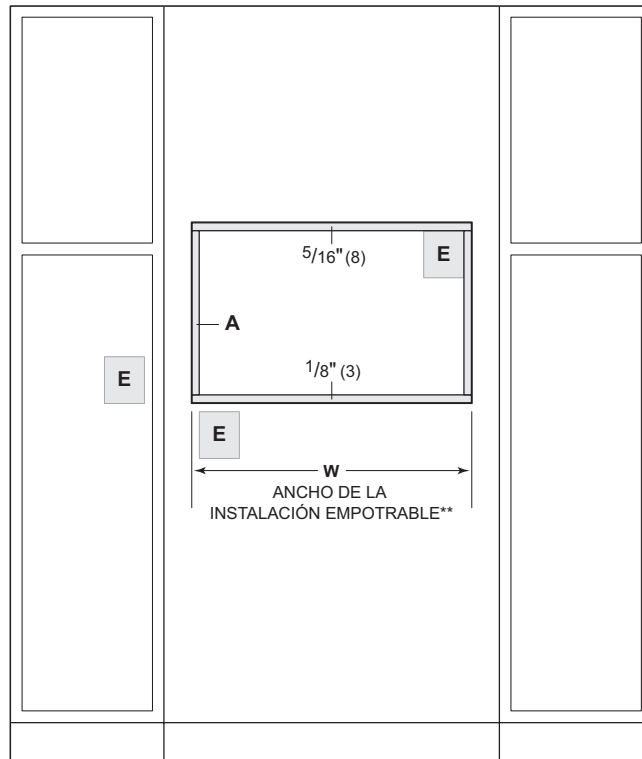 5/16" (8)
E
A
E
1/8" (3)
E
W
ANCHO DE LA
INSTALACIÓN EMPOTRABLE**